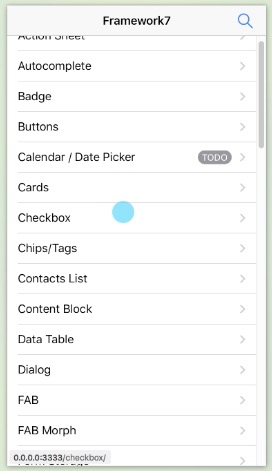 Framework7
Action Sheet
Autocomplete
Badge
Buttons
Calendar / Date Picker TODO
Cards
Checkbox
Chips/Tags
Contacts List
Content Block
Data Table
Dialog
FAB
FAB Morph
0.0.0.0:3333/checkbox/